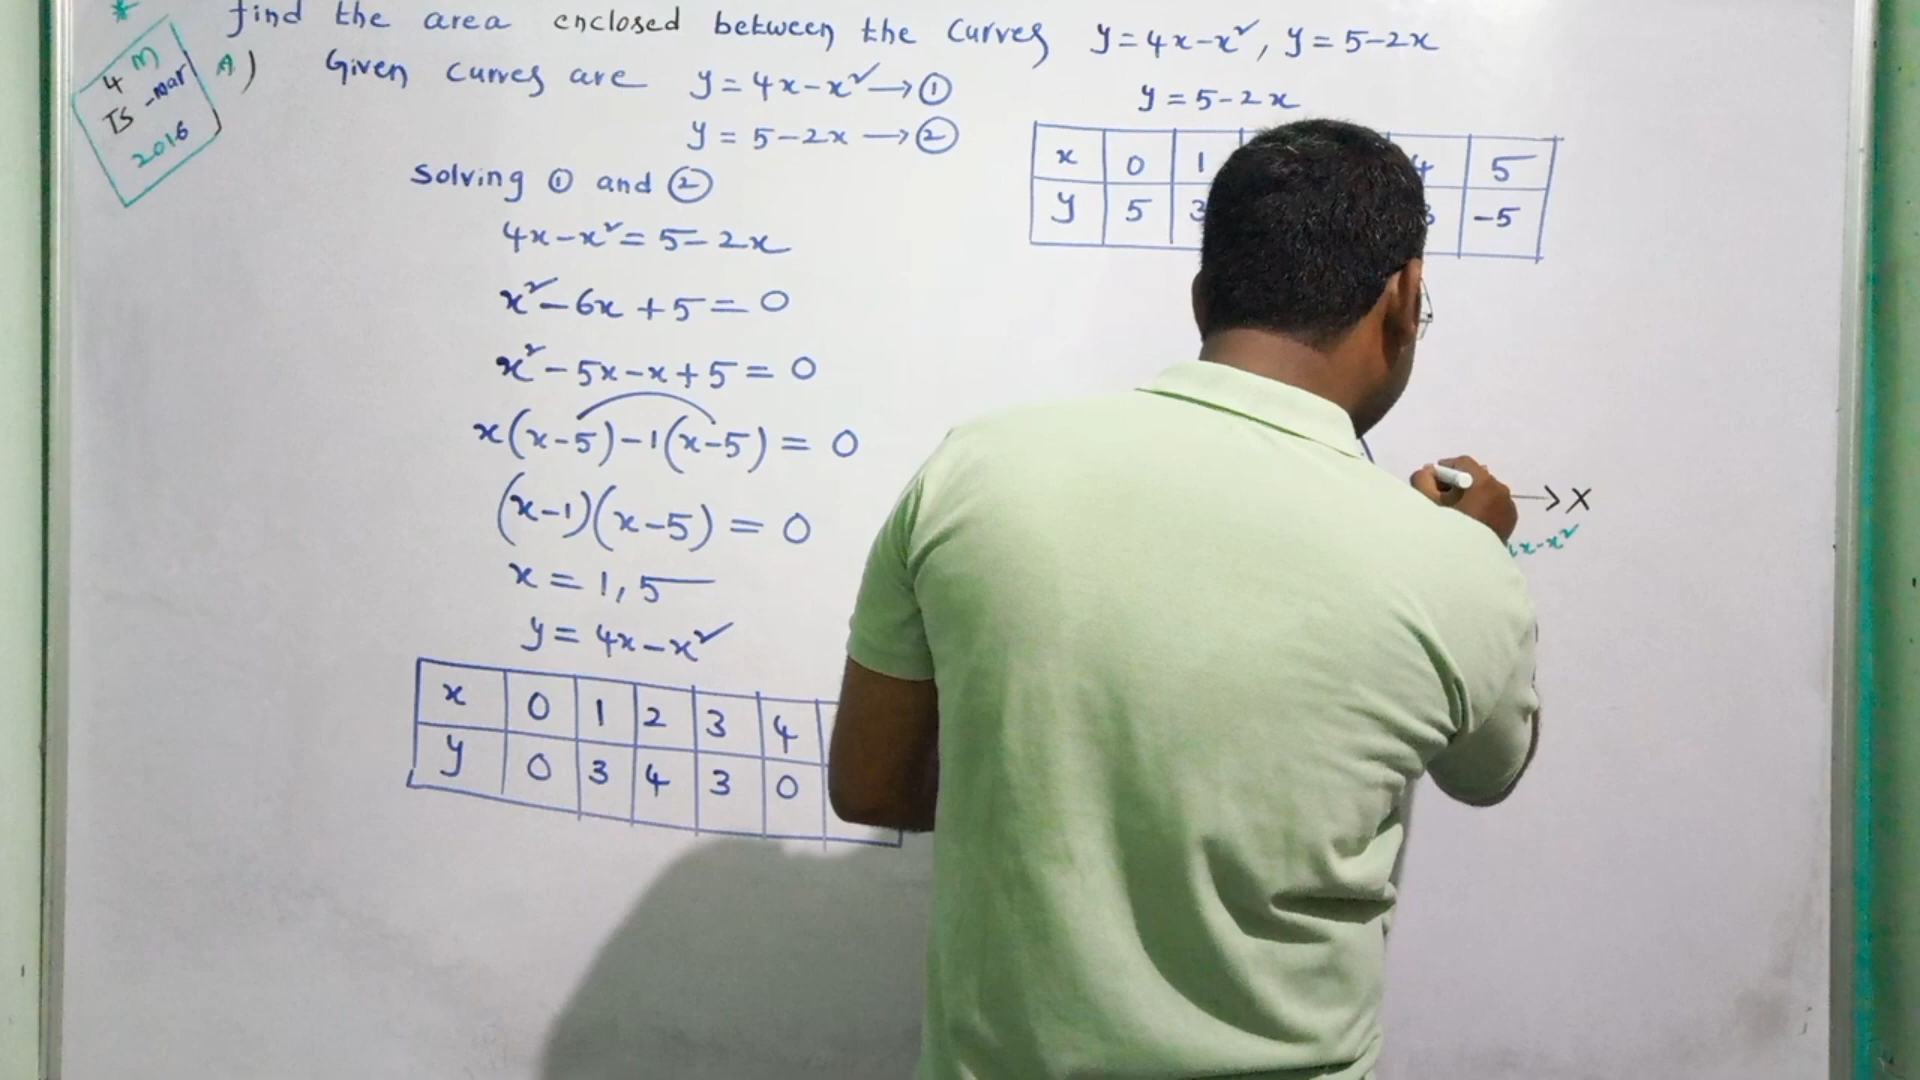 *
find the area enclosed between the curves y = 4x-x², y = 5-2x
4 M
TS -mar
2016
A) Given curves are y = 4x-x² → ①
y = 5-2x → ②
Solving ① and ②
4x-x² = 5-2x
x²-6x+5 = 0
x²-5x-x+5 = 0
x(x-5)-1(x-5) = 0
(x-1)(x-5) = 0
x = 1, 5
y = 4x-x²
x 0 1 2 3 4
y 0 3 4 3 0
y = 5-2x
x 0 1 4 5
y 5 3 -5
→ X
x-x²